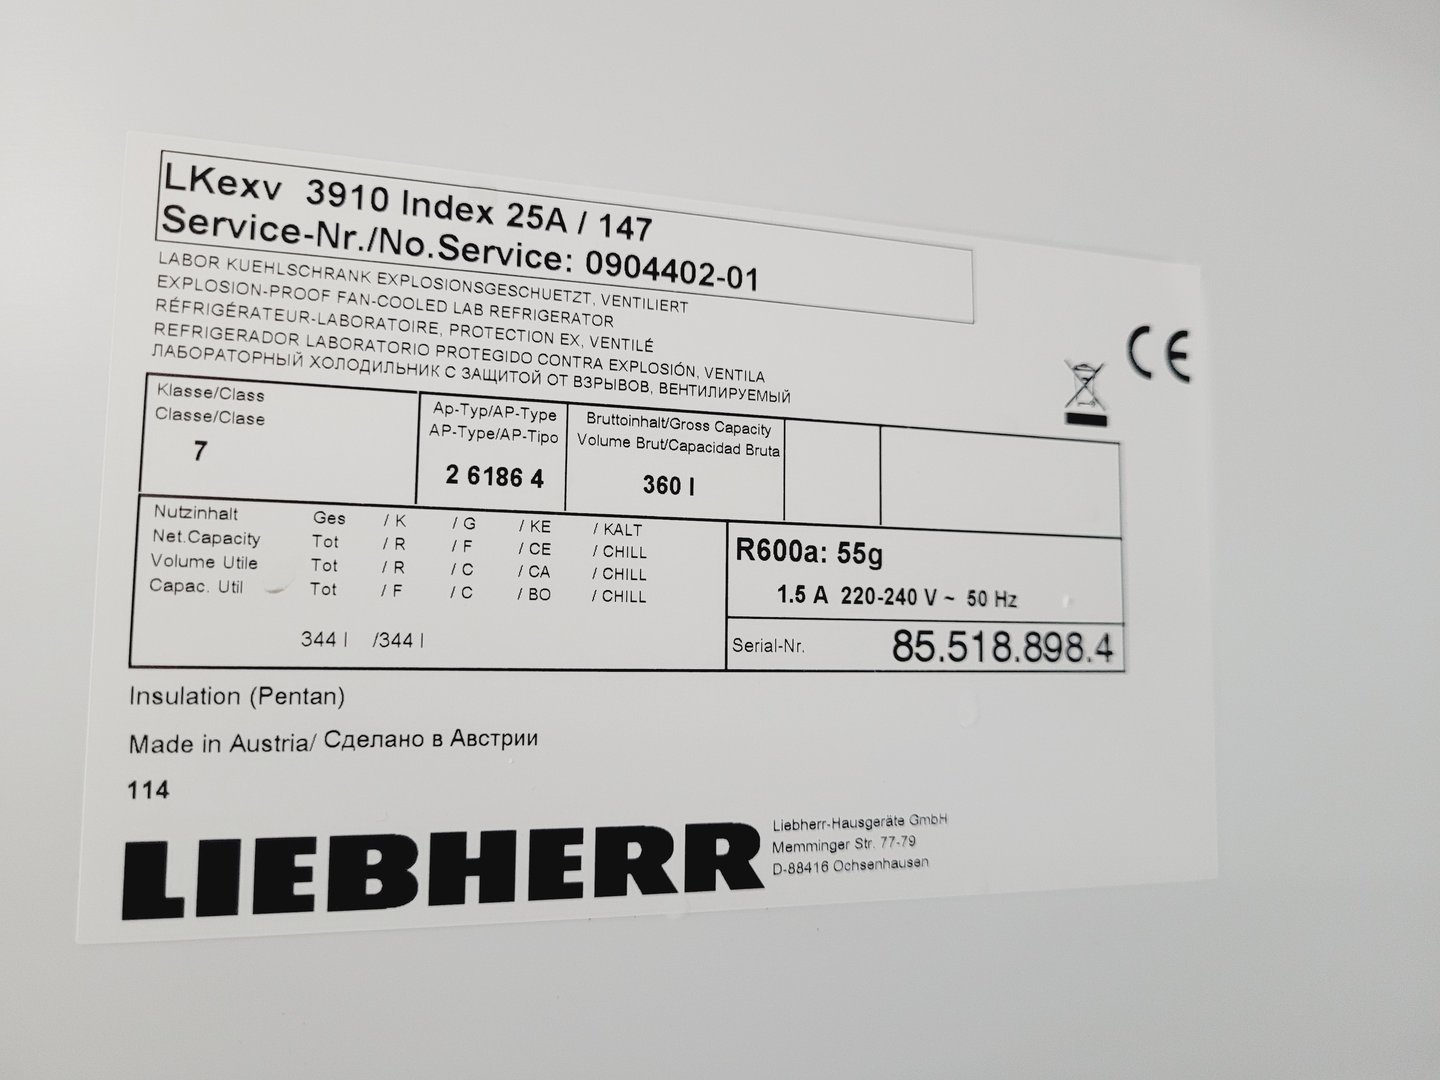 LKexv 3910 Index 25A / 147
Service-Nr./No.Service: 0904402-01
LABOR KUEHLSCHRANK EXPLOSIONSGESCHUETZT, VENTILIERT
EXPLOSION-PROOF FAN-COOLED LAB REFRIGERATOR
RÉFRIGÉRATEUR-LABORATOIRE, PROTECTION EX, VENTILÉ
REFRIGERADOR LABORATORIO PROTEGIDO CONTRA EXPLOSIÓN, VENTILA
ЛАБОРАТОРНЫЙ ХОЛОДИЛЬНИК С ЗАЩИТОЙ ОТ ВЗРЫВОВ, ВЕНТИЛИРУЕМЫЙ
CE
Klasse/Class
Classe/Clase
7
Ap-Typ/AP-Type
AP-Type/AP-Tipo
2 6186 4
Bruttoinhalt/Gross Capacity
Volume Brut/Capacidad Bruta
360 l
Nutzinhalt Ges / K / G / KE / KALT
Net.Capacity Tot / R / F / CE / CHILL
Volume Utile Tot / R / C / CA / CHILL
Capac. Util Tot / F / C / BO / CHILL
344 l /344 l
R600a: 55g
1.5 A 220-240 V ~ 50 Hz
Serial-Nr. 85.518.898.4
Insulation (Pentan)
Made in Austria/ Сделано в Австрии
114
LIEBHERR
Liebherr-Hausgeräte GmbH
Memminger Str. 77-79
D-88416 Ochsenhausen